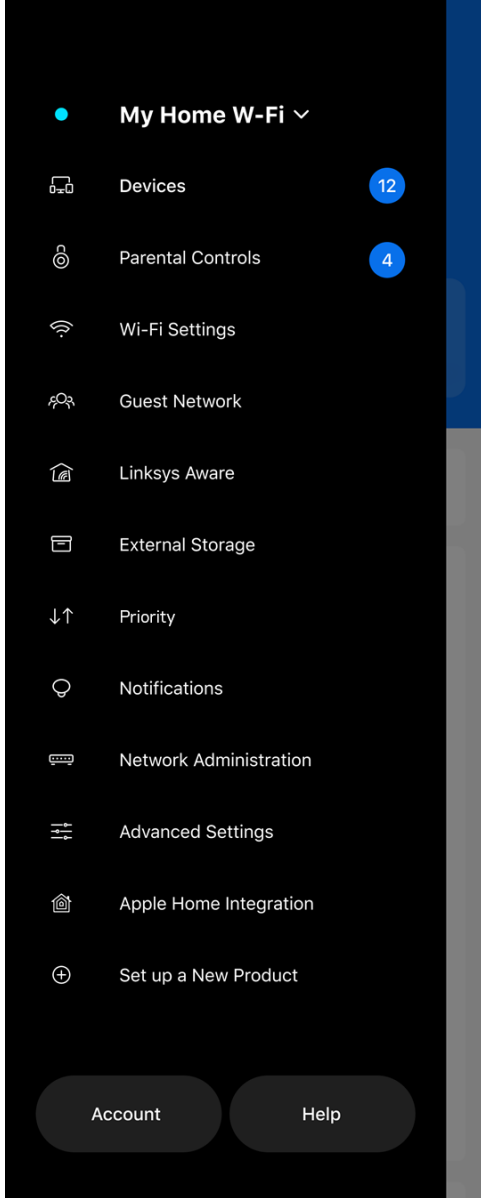 My Home W-Fi
Devices 12
Parental Controls 4
Wi-Fi Settings
Guest Network
Linksys Aware
External Storage
Priority
Notifications
Network Administration
Advanced Settings
Apple Home Integration
Set up a New Product
Account Help